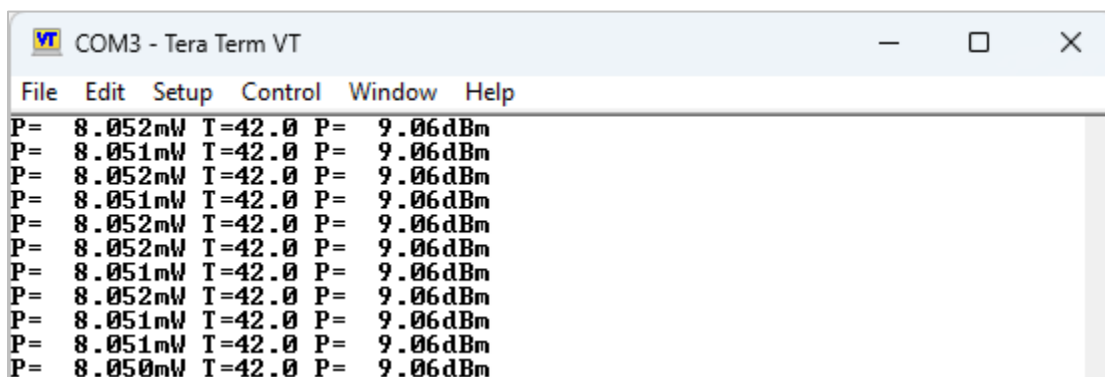 VT COM3 - Tera Term VT
File Edit Setup Control Window Help
P=  8.052mW T=42.0 P=  9.06dBm
P=  8.051mW T=42.0 P=  9.06dBm
P=  8.052mW T=42.0 P=  9.06dBm
P=  8.051mW T=42.0 P=  9.06dBm
P=  8.052mW T=42.0 P=  9.06dBm
P=  8.052mW T=42.0 P=  9.06dBm
P=  8.051mW T=42.0 P=  9.06dBm
P=  8.052mW T=42.0 P=  9.06dBm
P=  8.051mW T=42.0 P=  9.06dBm
P=  8.051mW T=42.0 P=  9.06dBm
P=  8.050mW T=42.0 P=  9.06dBm